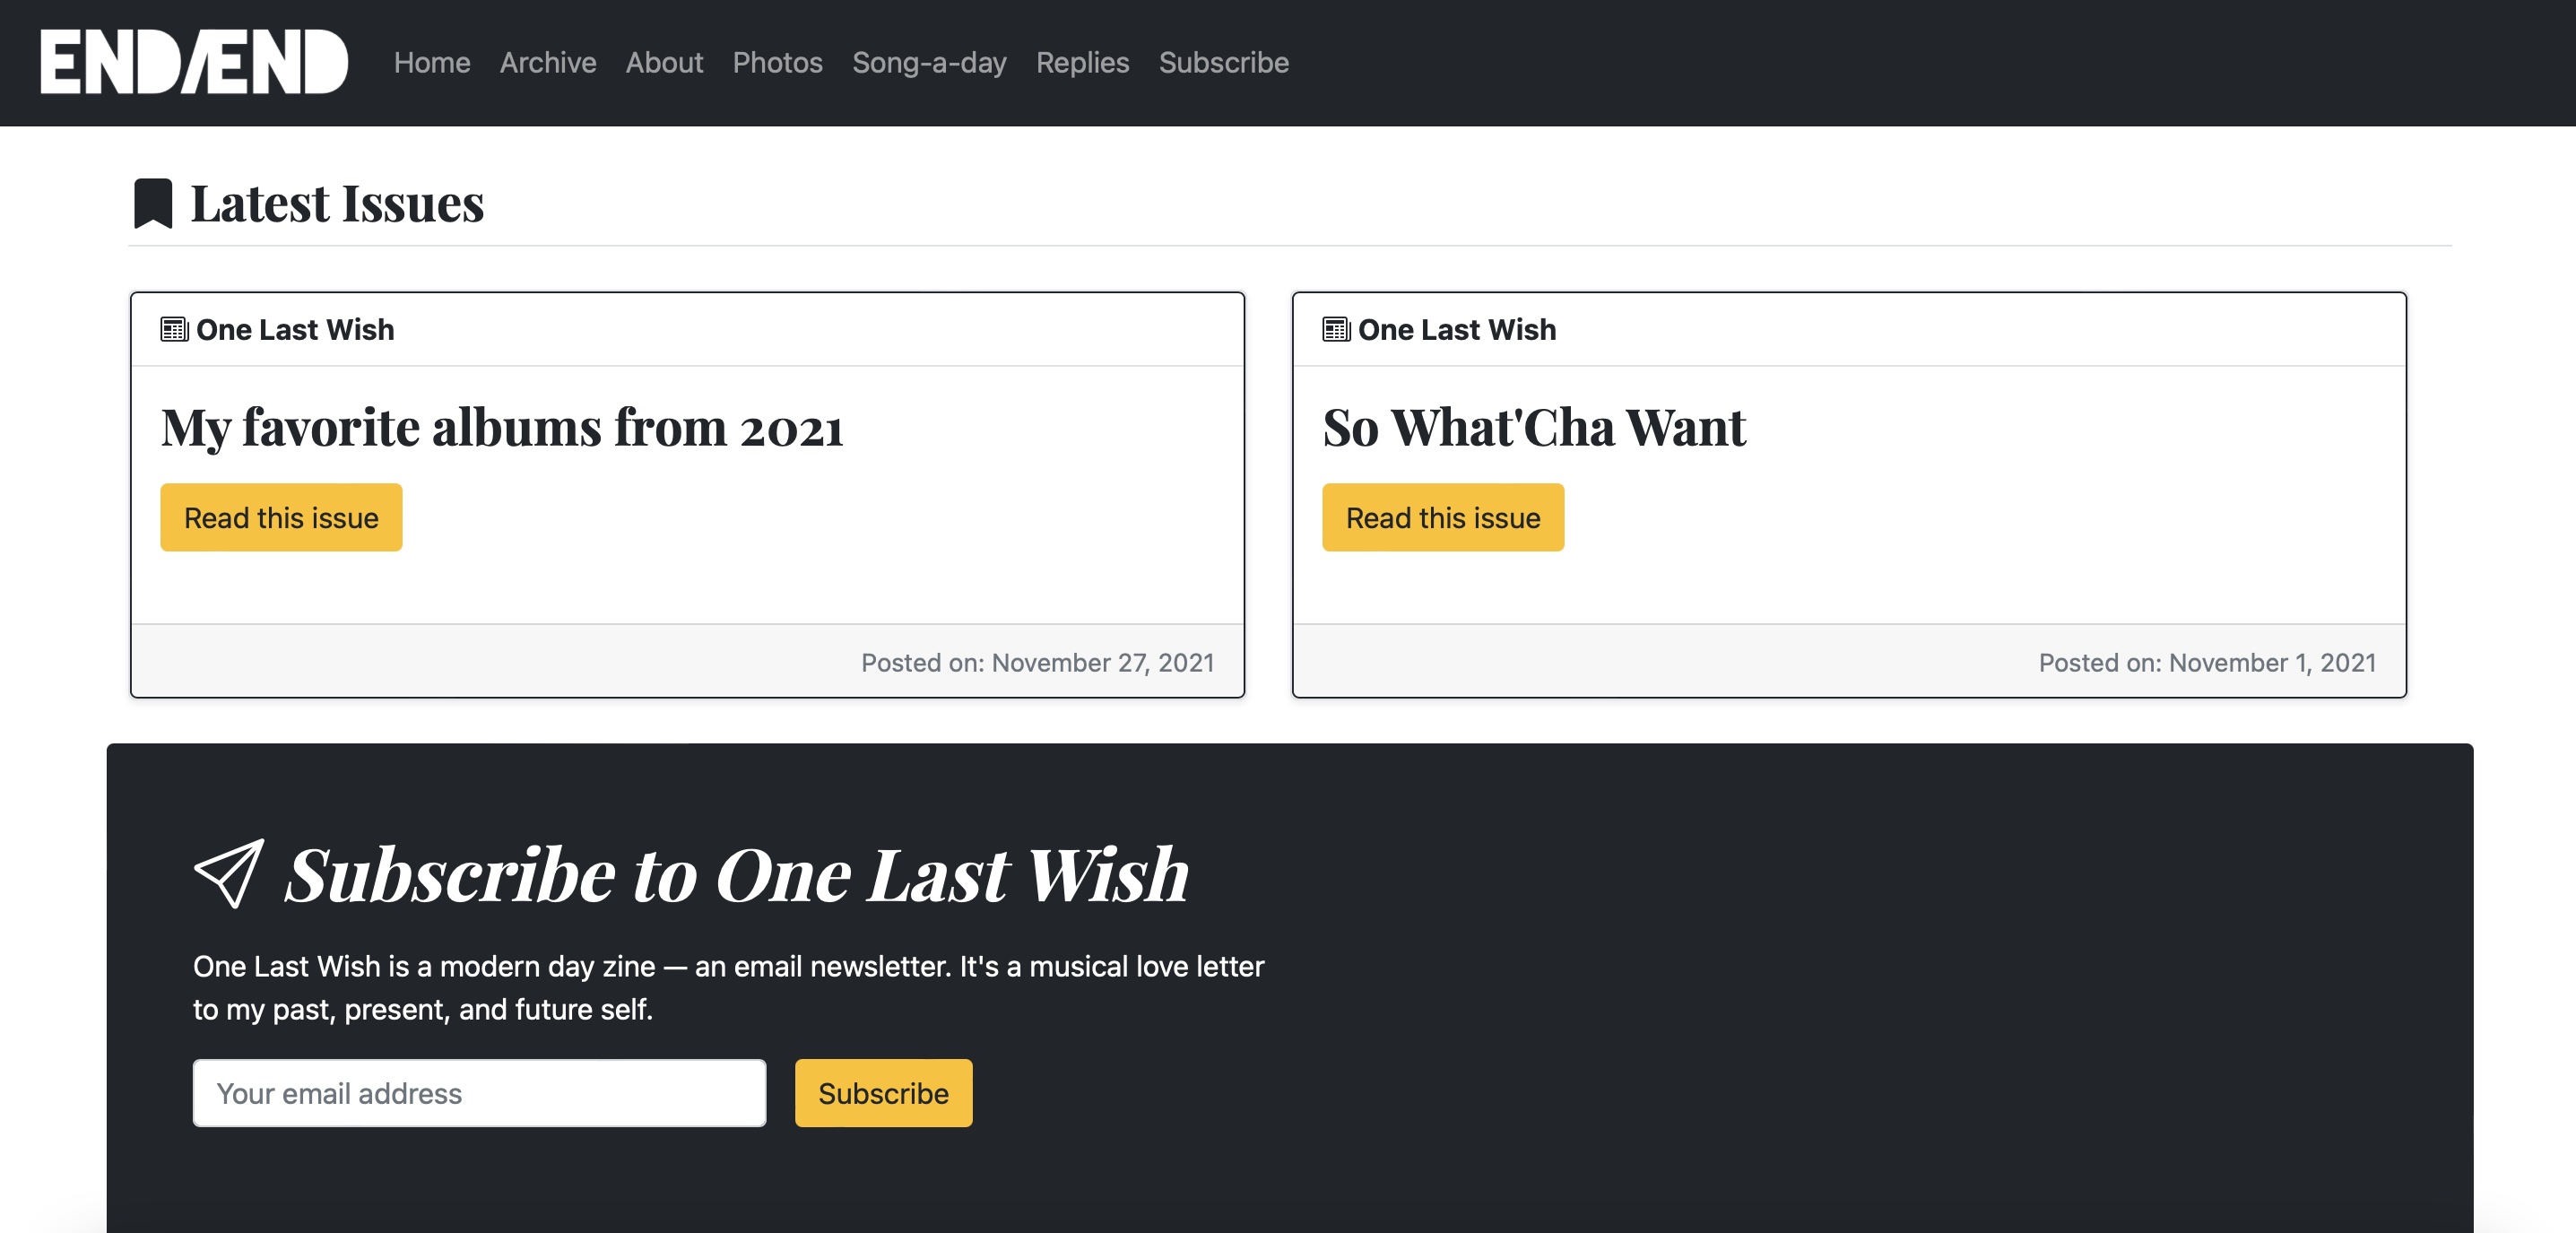 END/END
Home Archive About Photos Song-a-day Replies Subscribe
Latest Issues
One Last Wish
My favorite albums from 2021
Read this issue
Posted on: November 27, 2021
One Last Wish
So What'Cha Want
Read this issue
Posted on: November 1, 2021
Subscribe to One Last Wish
One Last Wish is a modern day zine — an email newsletter. It's a musical love letter
to my past, present, and future self.
Your email address
Subscribe